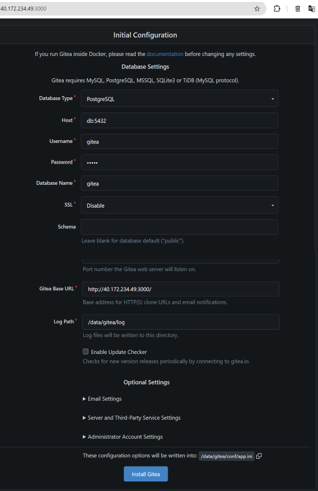 40.172.234.49:3000
Initial Configuration
If you run Gitea inside Docker, please read the documentation before changing any settings.
Database Settings
Gitea requires MySQL, PostgreSQL, MSSQL, SQLite3 or TiDB (MySQL protocol).
Database Type * PostgreSQL
Host * db:5432
Username * gitea
Password * •••••
Database Name * gitea
SSL * Disable
Schema
Leave blank for database default ("public").
Port number the Gitea web server will listen on.
Gitea Base URL * http://40.172.234.49:3000/
Base address for HTTP(S) clone URLs and email notifications.
Log Path * /data/gitea/log
Log files will be written to this directory.
Enable Update Checker
Checks for new version releases periodically by connecting to gitea.io.
Optional Settings
Email Settings
Server and Third-Party Service Settings
Administrator Account Settings
These configuration options will be written into: /data/gitea/conf/app.ini
Install Gitea